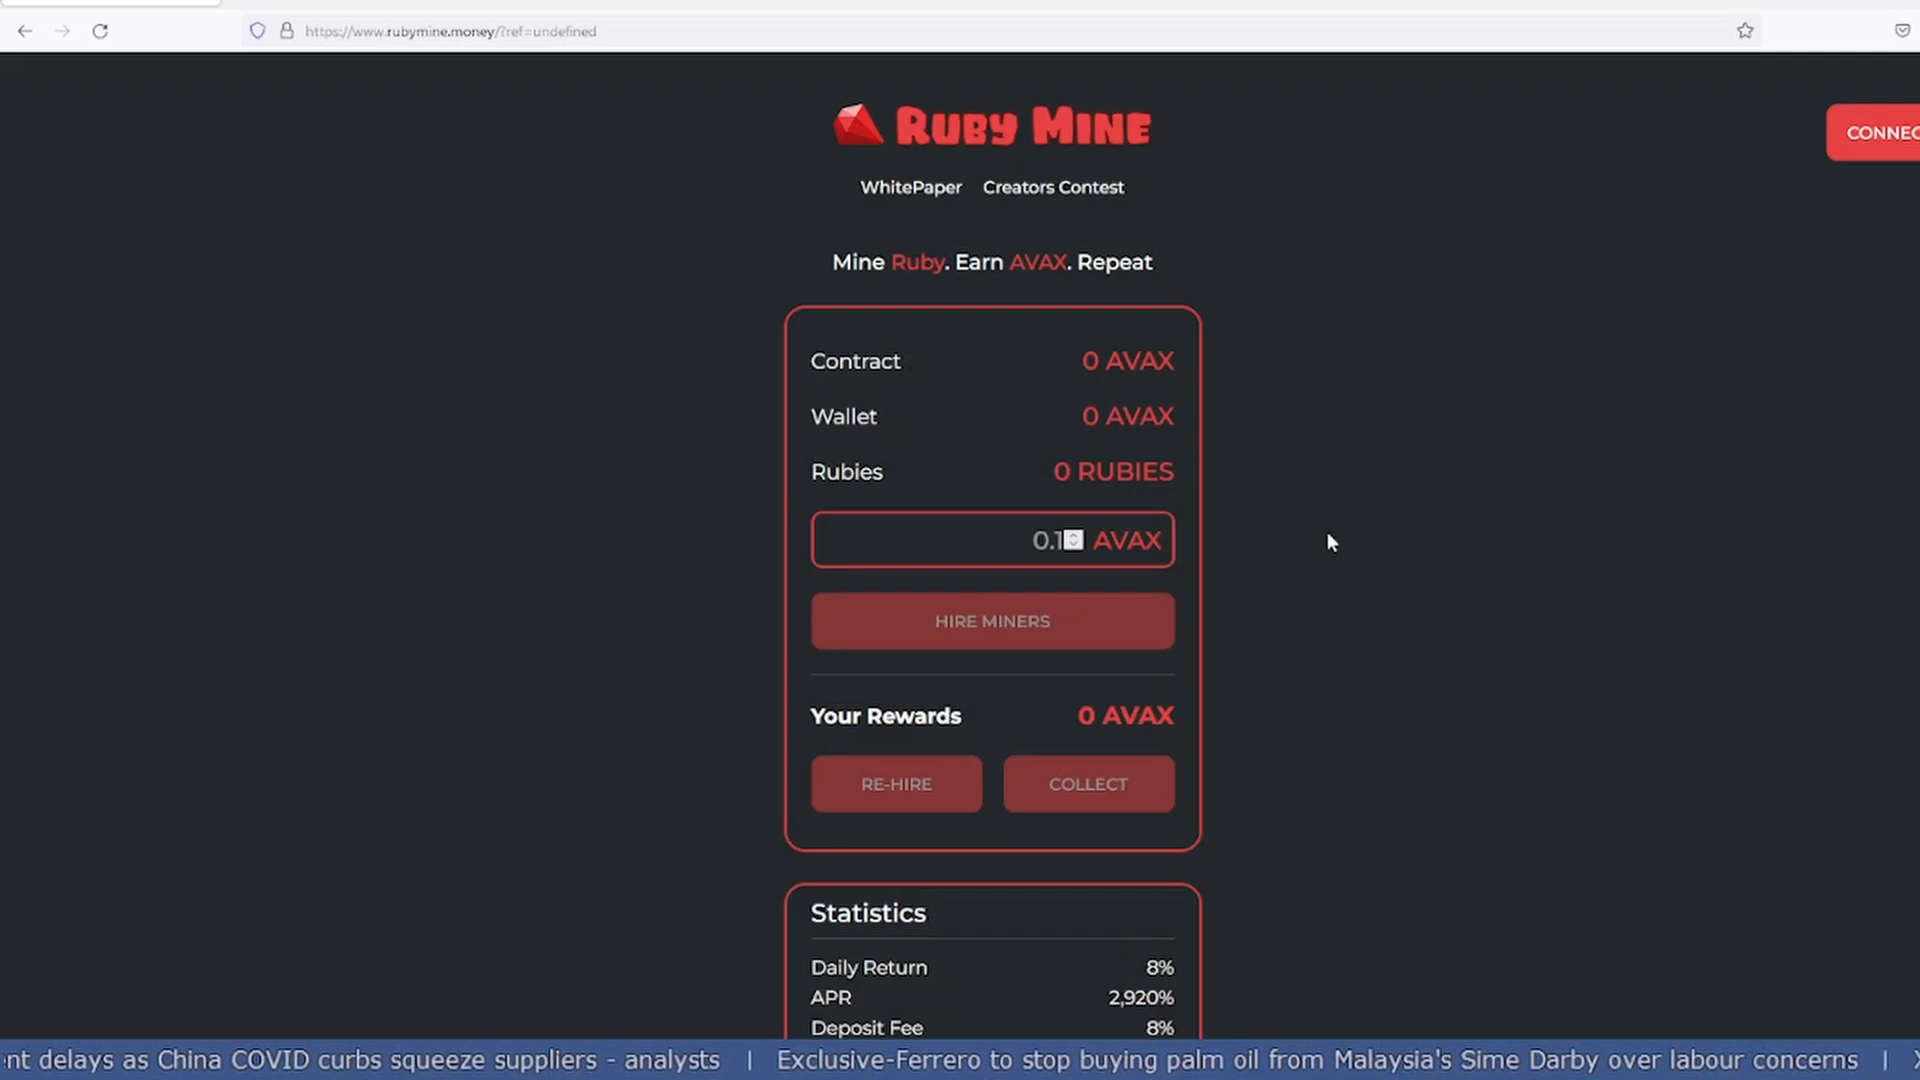 https://www.rubymine.money/?ref=undefined
Ruby Mine
CONNEC
WhitePaper Creators Contest
Mine Ruby. Earn AVAX. Repeat
Contract 0 AVAX
Wallet 0 AVAX
Rubies 0 RUBIES
0.1 AVAX
HIRE MINERS
Your Rewards 0 AVAX
RE-HIRE COLLECT
Statistics
Daily Return 8%
APR 2,920%
Deposit Fee 8%
nt delays as China COVID curbs squeeze suppliers - analysts | Exclusive-Ferrero to stop buying palm oil from Malaysia's Sime Darby over labour concerns |